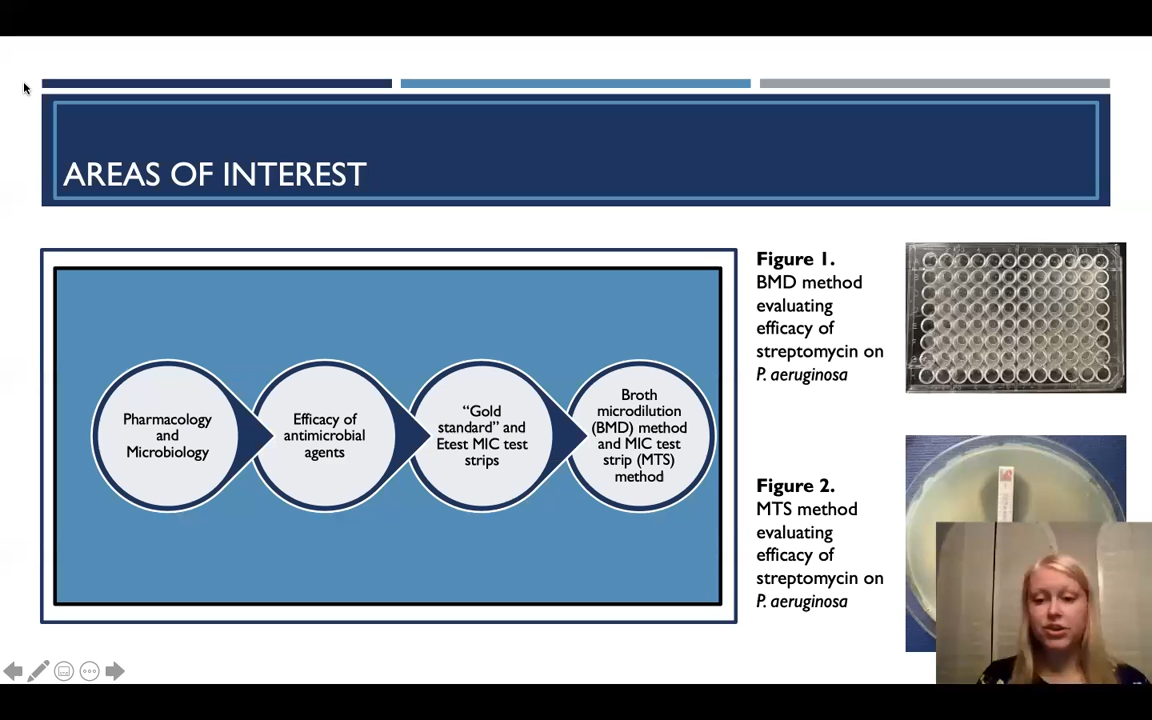 AREAS OF INTEREST
Pharmacology
and
Microbiology
Efficacy of
antimicrobial
agents
“Gold
standard” and
Etest MIC test
strips
Broth
microdilution
(BMD) method
and MIC test
strip (MTS)
method
Figure 1.
BMD method
evaluating
efficacy of
streptomycin on
P. aeruginosa
Figure 2.
MTS method
evaluating
efficacy of
streptomycin on
P. aeruginosa